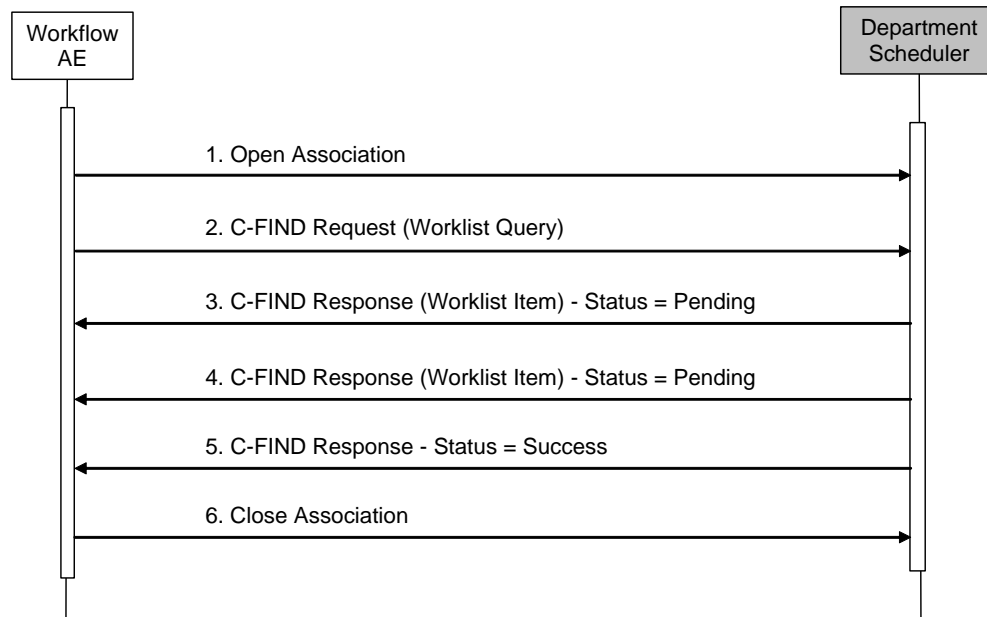 Workflow
AE
Department
Scheduler
1. Open Association
2. C-FIND Request (Worklist Query)
3. C-FIND Response (Worklist Item) - Status = Pending
4. C-FIND Response (Worklist Item) - Status = Pending
5. C-FIND Response - Status = Success
6. Close Association